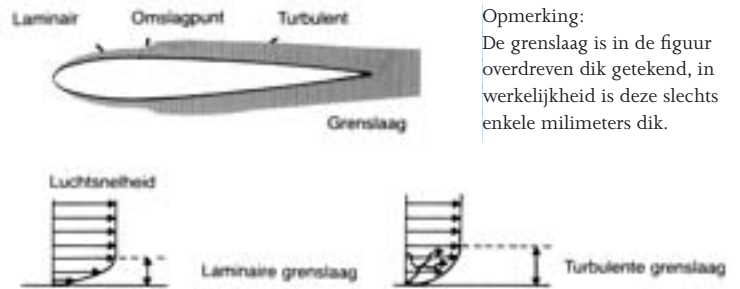 Laminair Omslagpunt Turbulent
Grenslaag
Opmerking:
De grenslaag is in de figuur
overdreven dik getekend, in
werkelijkheid is deze slechts
enkele milimeters dik.
Luchtsnelheid
Laminaire grenslaag
Turbulente grenslaag